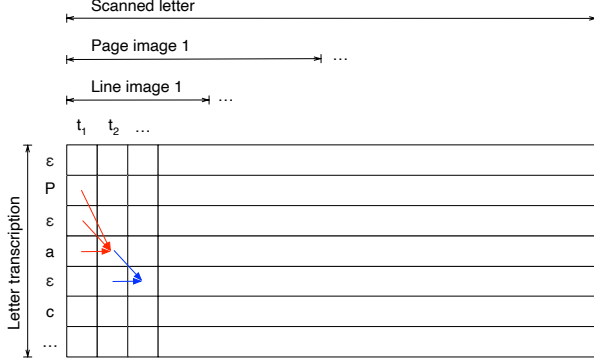 Scanned letter
Page image 1 ...
Line image 1 ...
t1 t2 ...
Letter transcription
ε
P
ε
a
ε
c
...